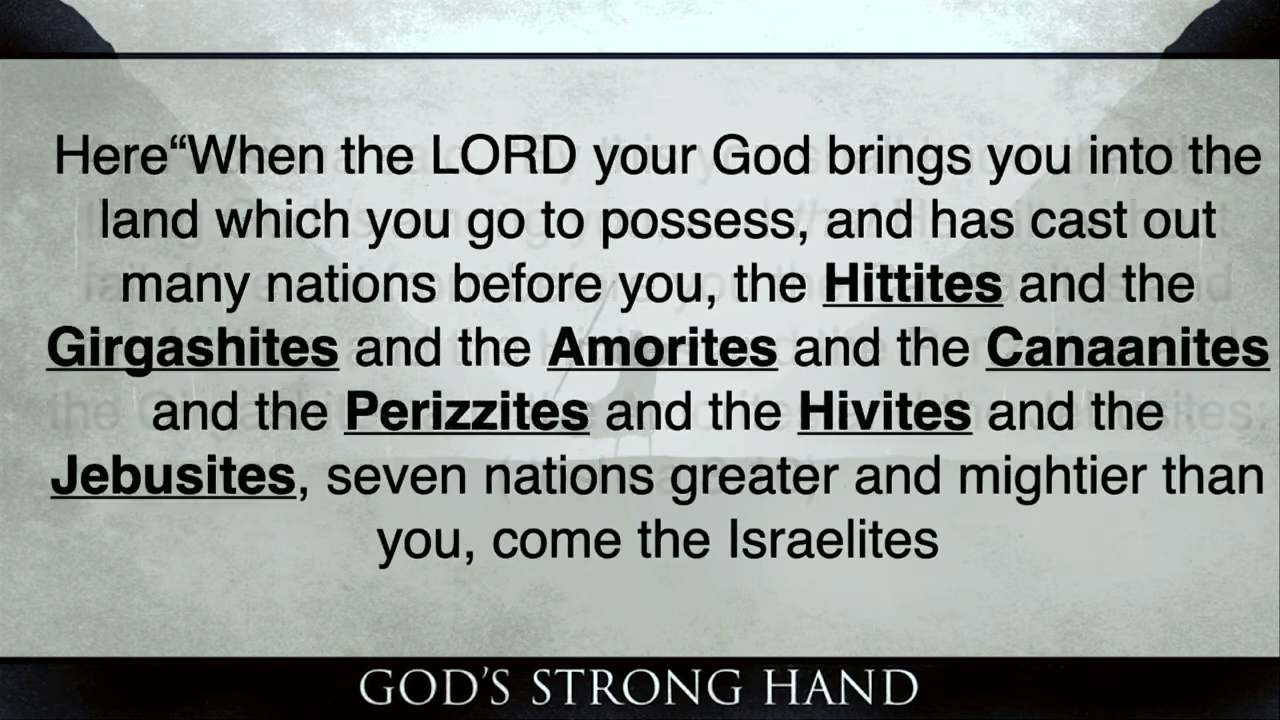 Here“When the LORD your God brings you into the
land which you go to possess, and has cast out
many nations before you, the Hittites and the
Girgashites and the Amorites and the Canaanites
and the Perizzites and the Hivites and the
Jebusites, seven nations greater and mightier than
you, come the Israelites
GOD’S STRONG HAND